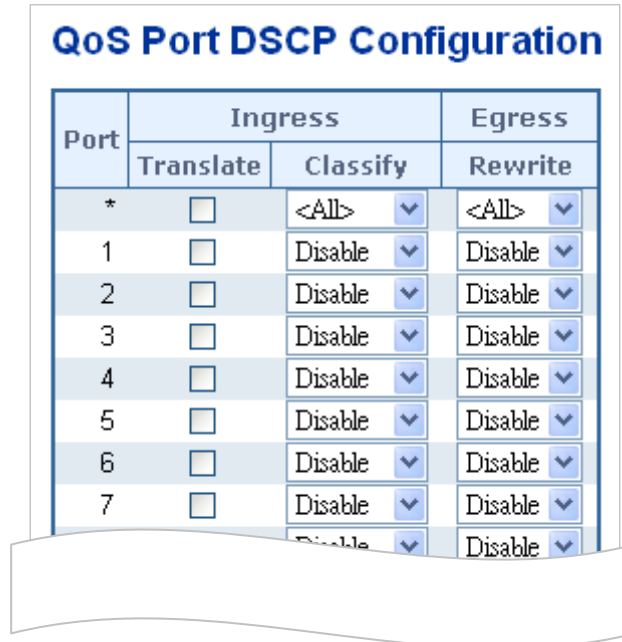 QoS Port DSCP Configuration
Port Ingress Egress
Translate Classify Rewrite
* <All> <All>
1 Disable Disable
2 Disable Disable
3 Disable Disable
4 Disable Disable
5 Disable Disable
6 Disable Disable
7 Disable Disable
Disable